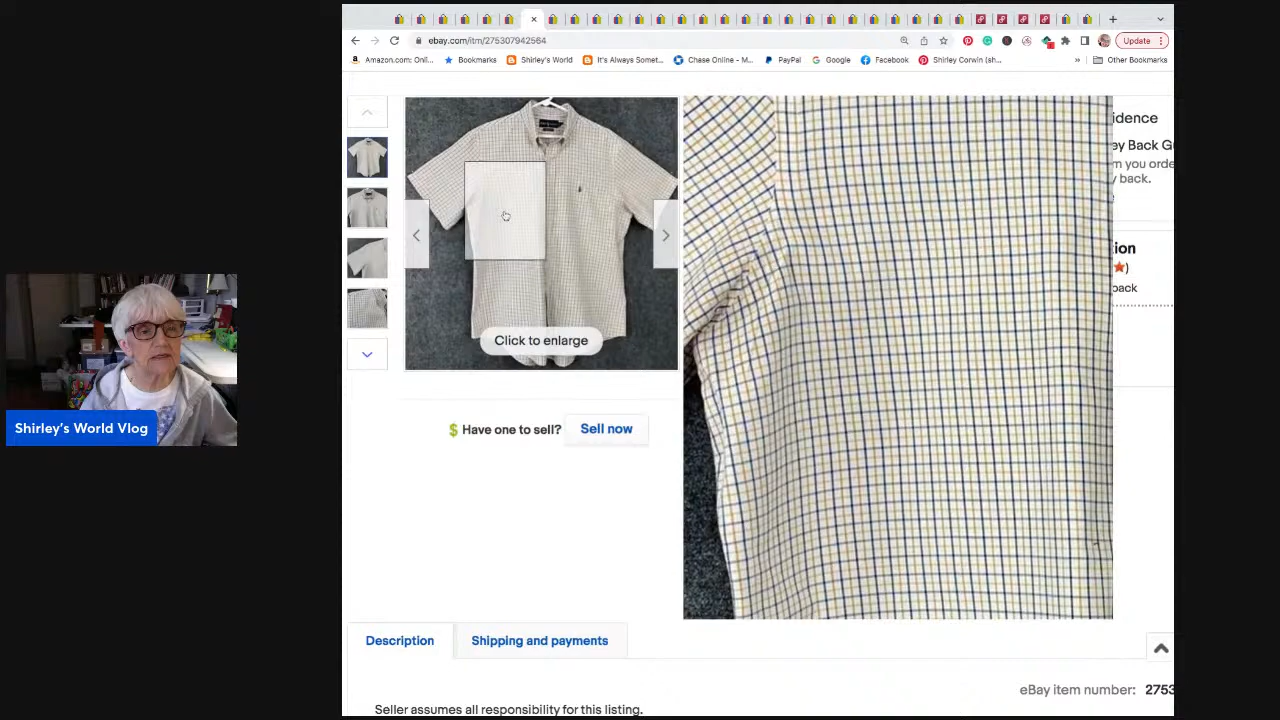 ebay.com/itm/275307942564
Update
Amazon.com: Onli...
Bookmarks
Shirley's World
It's Always Somet...
Chase Online - M...
PayPal
Google
Facebook
Shirley Corwin (sh...
»
Other Bookmarks
idence
ey Back Gu
m you orde
y back.
ion
)
back
Click to enlarge
Have one to sell?
Sell now
Shirley's World Vlog
Description
Shipping and payments
eBay item number: 2753
Seller assumes all responsibility for this listing.